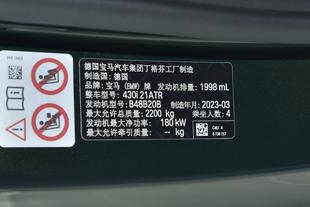 德国宝马汽车集团丁格芬工厂制造
制造国：德国
品牌：宝马（BMW）牌 发动机排量：1998 mL
整车型号：430i 21ATR
发动机型号：B48B20B 制造年月：2023-03
最大允许总质量：2200 kg 乘坐人数：4
发动机最大净功率：180 kW
最大允许牵引质量：-- kg